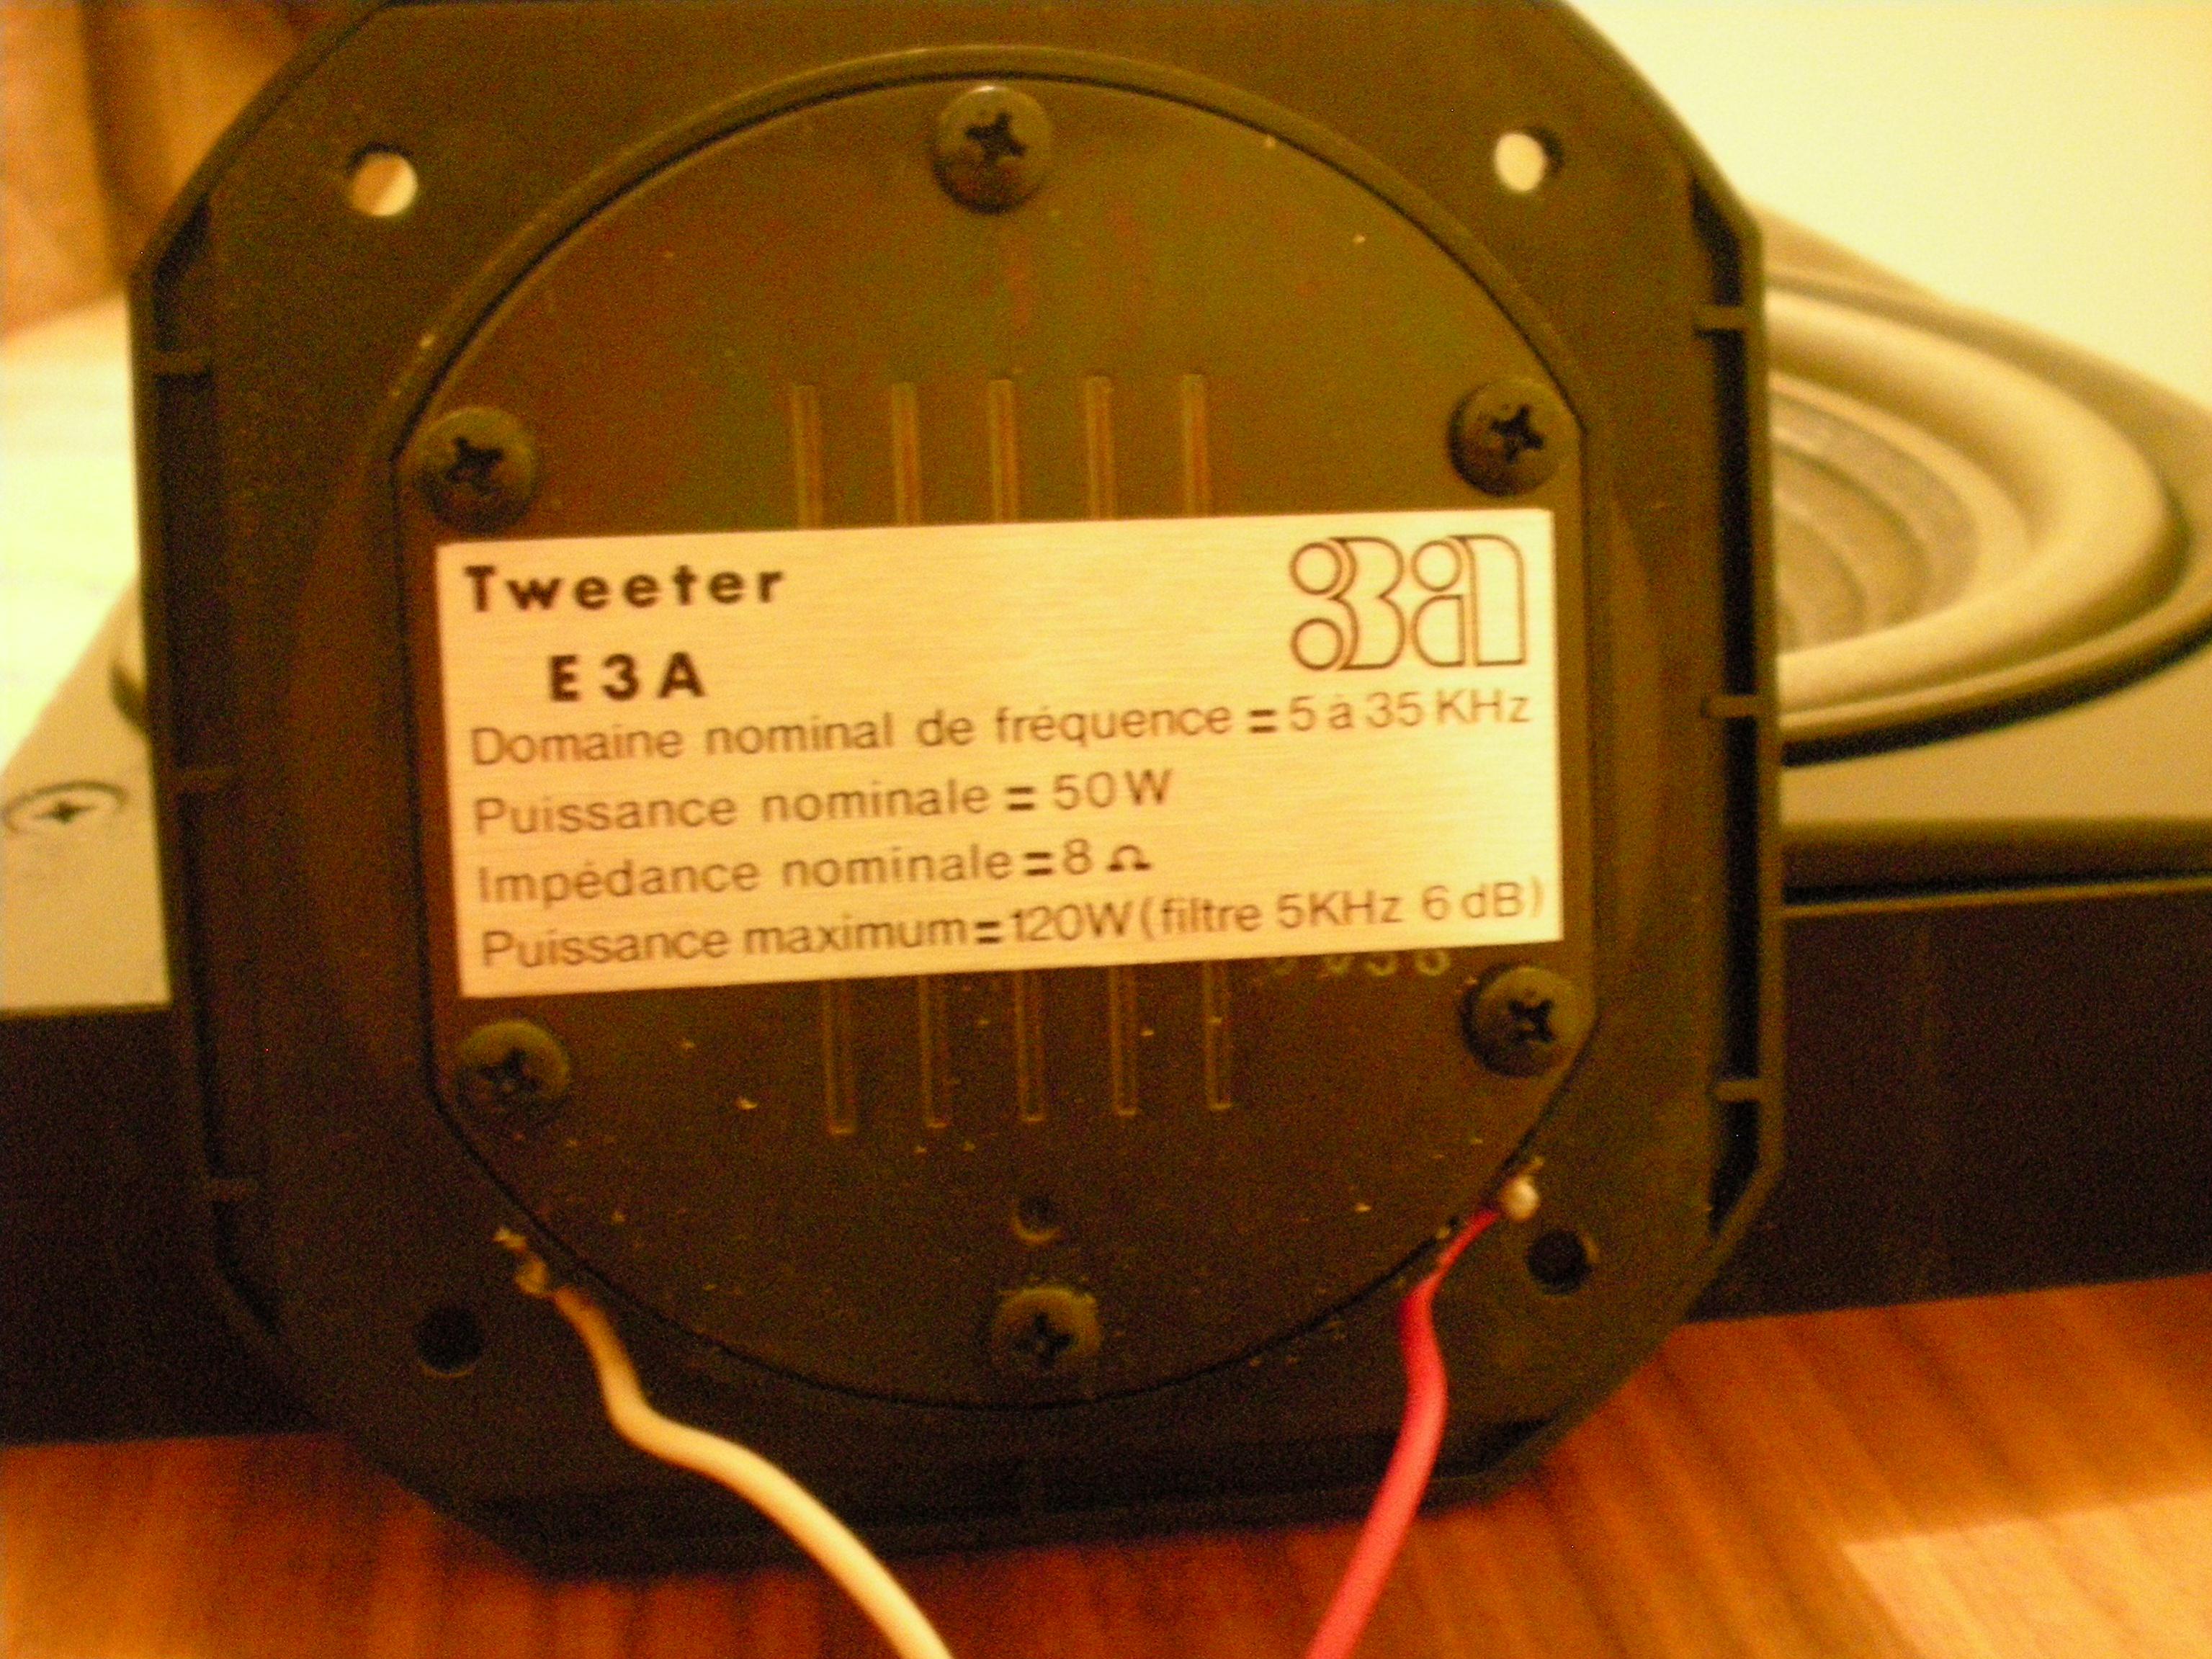 Tweeter
3a
E3A
Domaine nominal de fréquence = 5 à 35 KHz
Puissance nominale = 50W
Impédance nominale = 8 Ω
Puissance maximum = 120W (filtre 5KHz 6 dB)